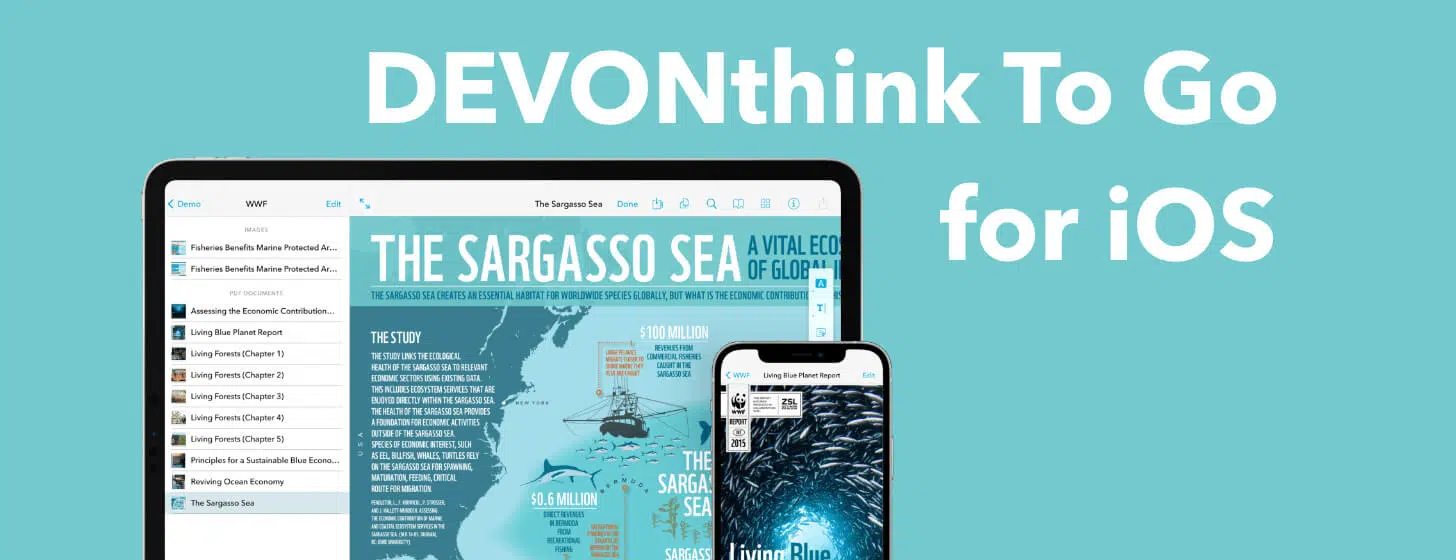 DEVONthink To Go
for iOS
Demo
WWF
Edit
The Sargasso Sea
Done
IMAGES
Fisheries Benefits Marine Protected Ar...
Fisheries Benefits Marine Protected Ar...
PDF DOCUMENTS
Assessing the Economic Contribution...
Living Blue Planet Report
Living Forests (Chapter 1)
Living Forests (Chapter 2)
Living Forests (Chapter 3)
Living Forests (Chapter 4)
Living Forests (Chapter 5)
Principles for a Sustainable Blue Econo...
Reviving Ocean Economy
The Sargasso Sea
THE SARGASSO SEA
A VITAL ECOS
OF GLOBAL I
THE SARGASSO SEA CREATES AN ESSENTIAL HABITAT FOR WORLDWIDE SPECIES GLOBALLY, BUT WHAT IS THE ECONOMIC
THE STUDY
THE STUDY LINKS THE ECOLOGICAL
HEALTH OF THE SARGASSO SEA TO RELEVANT
ECONOMIC SECTORS USING EXISTING DATA.
THIS INCLUDES ECOSYSTEM SERVICES THAT ARE
ENJOYED DIRECTLY WITHIN THE SARGASSO SEA.
THE HEALTH OF THE SARGASSO SEA PROVIDES
A FOUNDATION FOR ECONOMIC ACTIVITIES
OUTSIDE OF THE SARGASSO SEA.
SPECIES OF ECONOMIC INTEREST, SUCH
AS EEL, BILLFISH, WHALES, TURTLES RELY
ON THE SARGASSO SEA FOR SPAWNING,
MATURATION, FEEDING, CRITICAL
ROUTE FOR MIGRATION.
USA
NEW YORK
BERMUDA
$100 MILLION
REVENUES FROM
COMMERCIAL FISHERIES
CAUGHT IN THE
SARGASSO SEA
$0.6 MILLION
DIRECT REVENUES
IN BERMUDA
FROM
RECREATIONAL
FISHING
THE
SARGA
SEA
SARGASS
A
T
WWF
Living Blue Planet Report
Edit
WWF
ZSL
REPORT
INT
2015
Living Blue